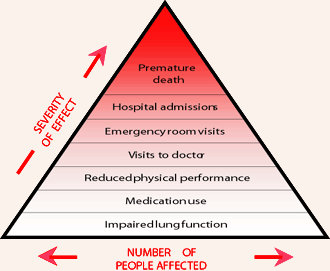 Premature
death
Hospital admissions
Emergency room visits
Visits to doctor
Reduced physical performance
Medication use
Impaired lung function
SEVERITY
OF EFFECT
NUMBER OF
PEOPLE AFFECTED